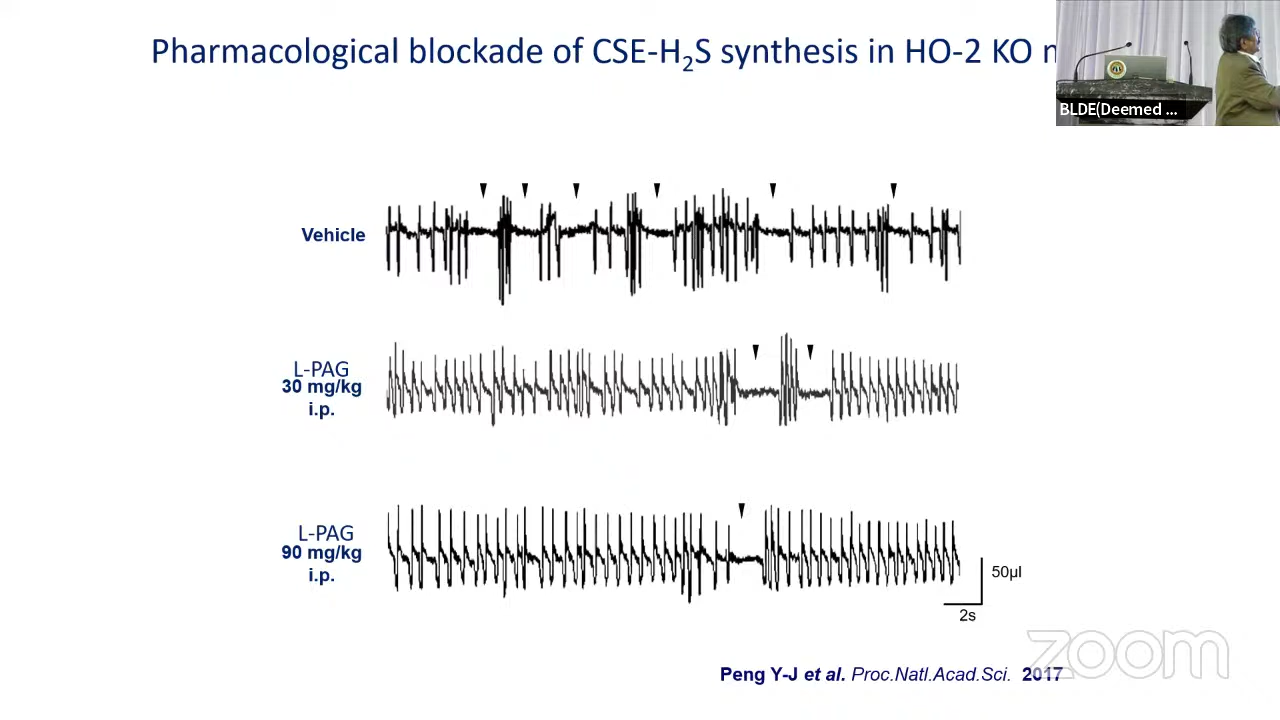 Pharmacological blockade of CSE-H₂S synthesis in HO-2 KO
BLDE(Deemed ...
Vehicle
L-PAG
30 mg/kg
i.p.
L-PAG
90 mg/kg
i.p.
50μl
2s
zoom
Peng Y-J et al. Proc.Natl.Acad.Sci. 2017